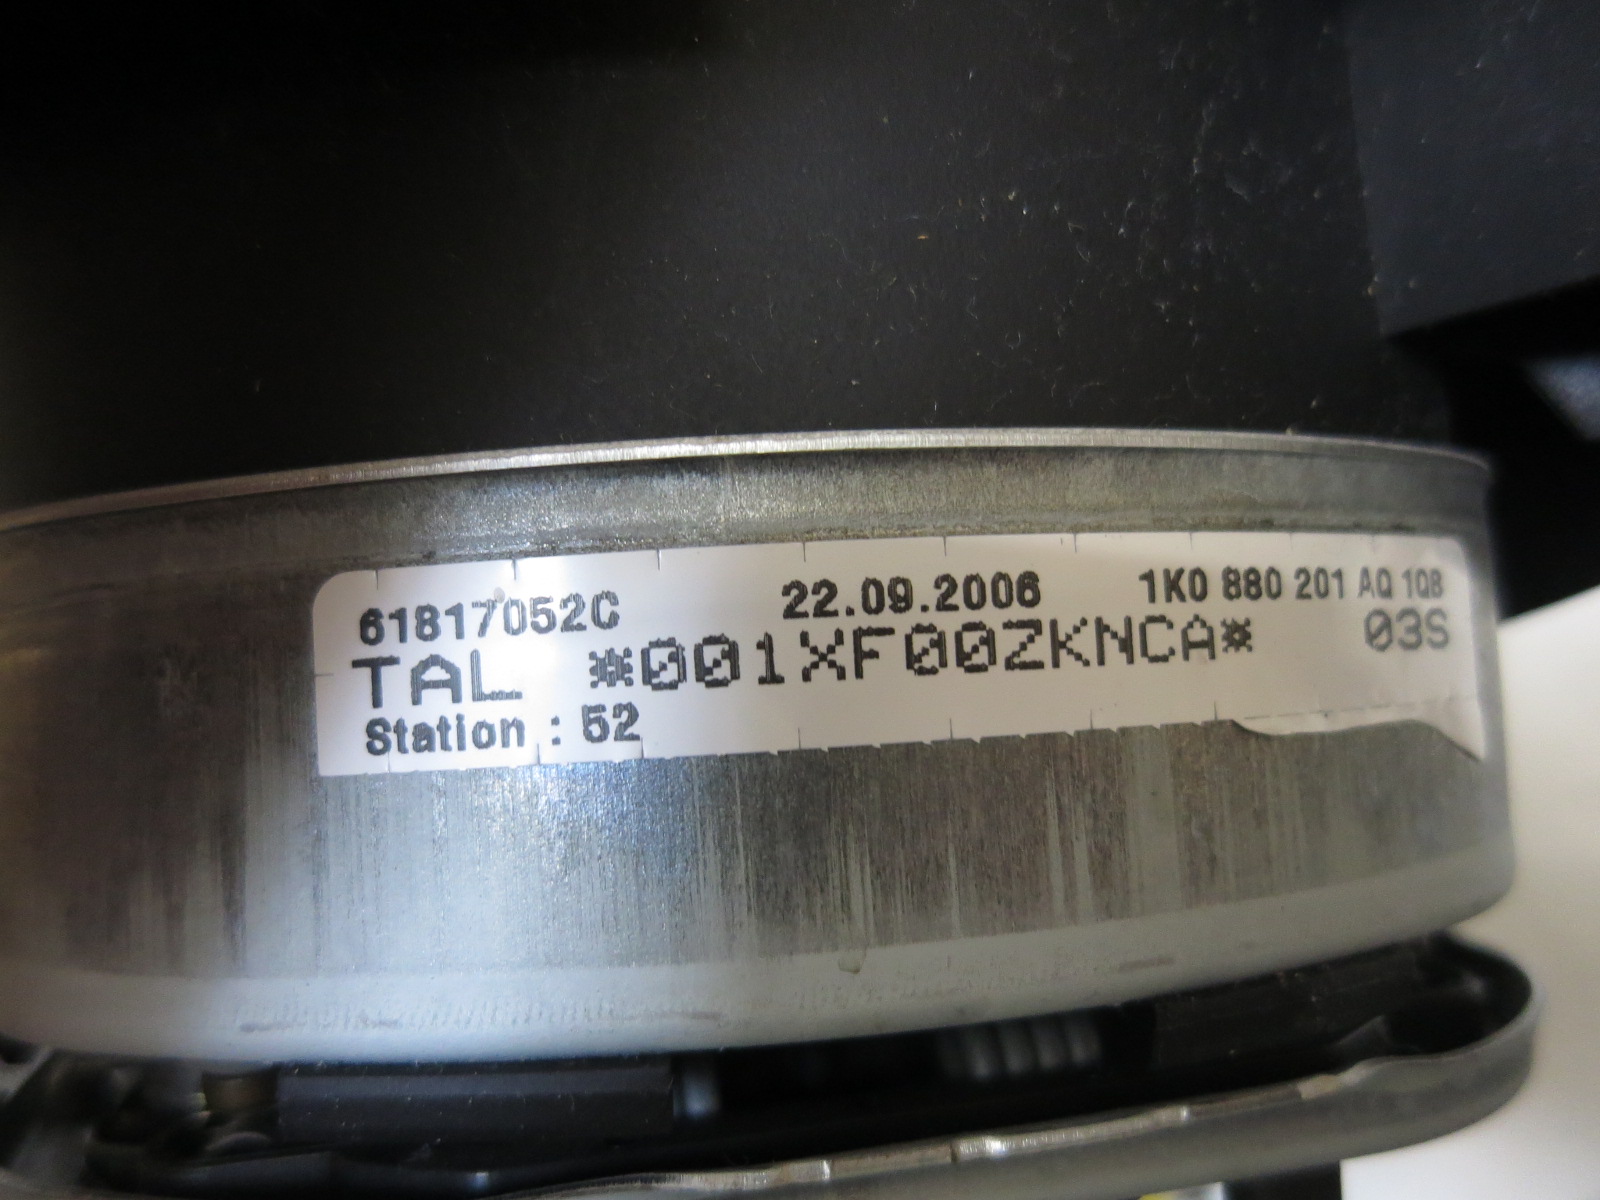 61817052C 22.09.2006 1K0 880 201 AQ 1QB
TAL *001XF00ZKNCA* 03S
Station : 52